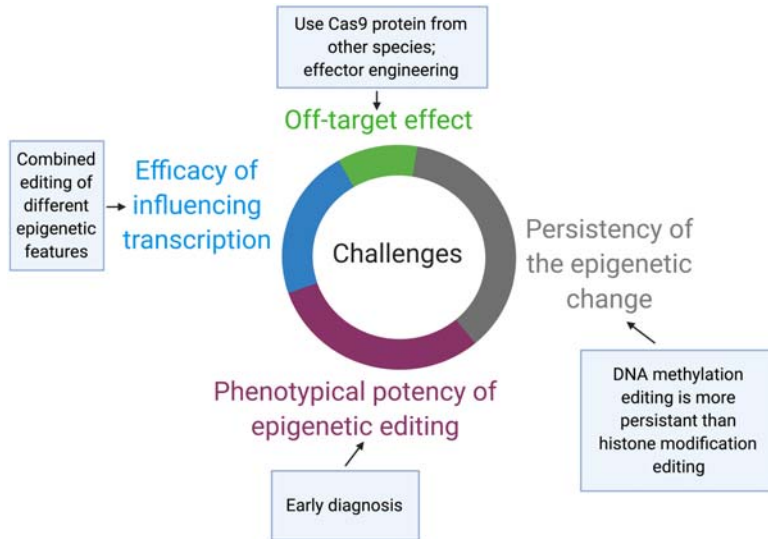 Use Cas9 protein from
other species;
effector engineering
Off-target effect
Combined
editing of
different
epigenetic
features
Efficacy of
influencing
transcription
Challenges
Persistency of
the epigenetic
change
DNA methylation
editing is more
persistant than
histone modification
editing
Phenotypical potency of
epigenetic editing
Early diagnosis